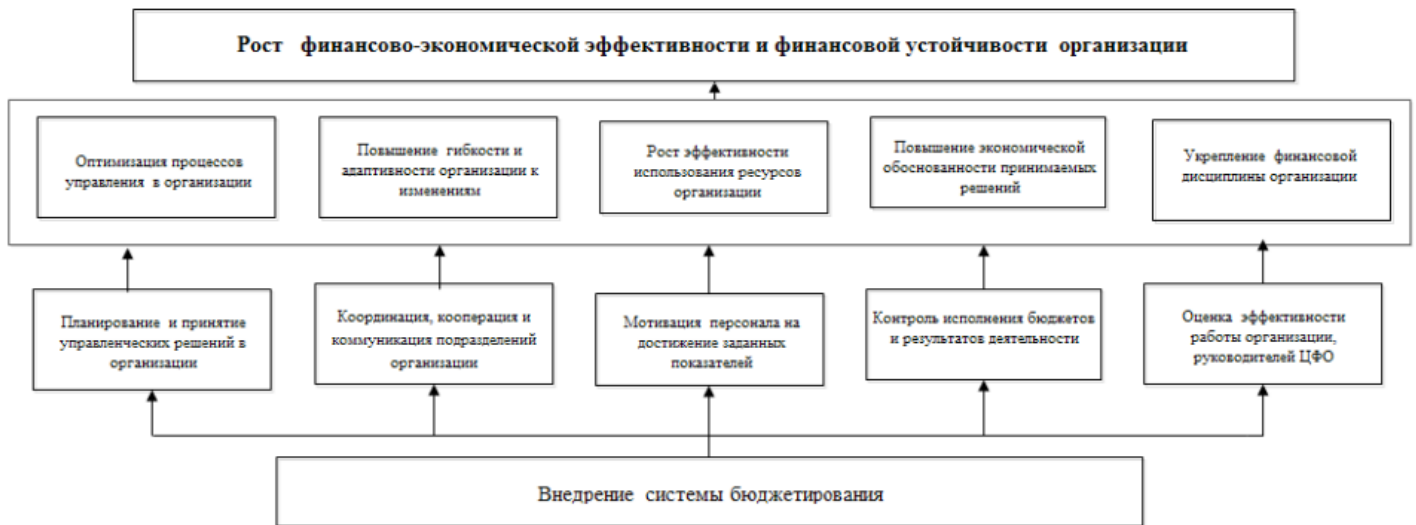 Рост финансово-экономической эффективности и финансовой устойчивости организации
Оптимизация процессов
управления в организации
Повышение гибкости и
адаптивности организации к
изменениям
Рост эффективности
использования ресурсов
организации
Повышение экономической
обоснованности принимаемых
решений
Укрепление финансовой
дисциплины организации
Планирование и принятие
управленческих решений в
организации
Координация, кооперация и
коммуникация подразделений
организации
Мотивация персонала на
достижение заданных
показателей
Контроль исполнения бюджетов
и результатов деятельности
Оценка эффективности
работы организации,
руководителей ЦФО
Внедрение системы бюджетирования